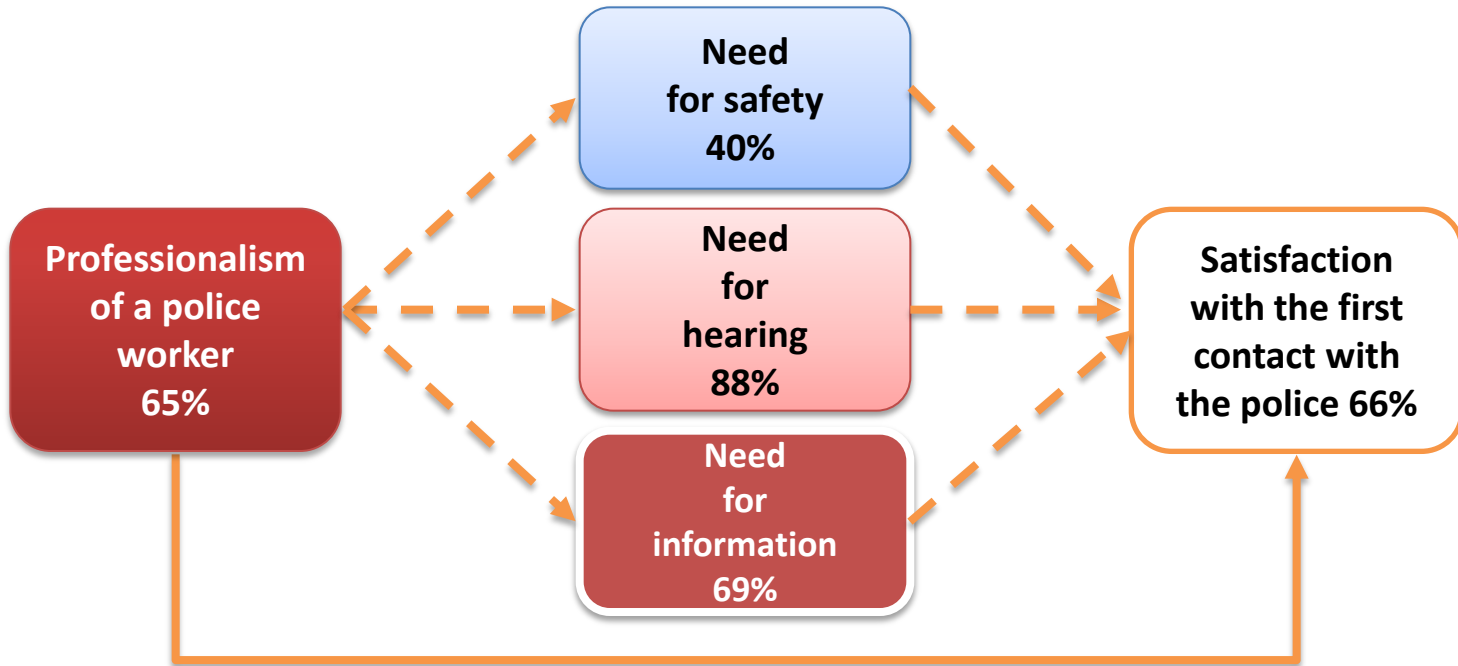 Need
for safety
40%
Professionalism
of a police
worker
65%
Need
for
hearing
88%
Need
for
information
69%
Satisfaction
with the first
contact with
the police 66%